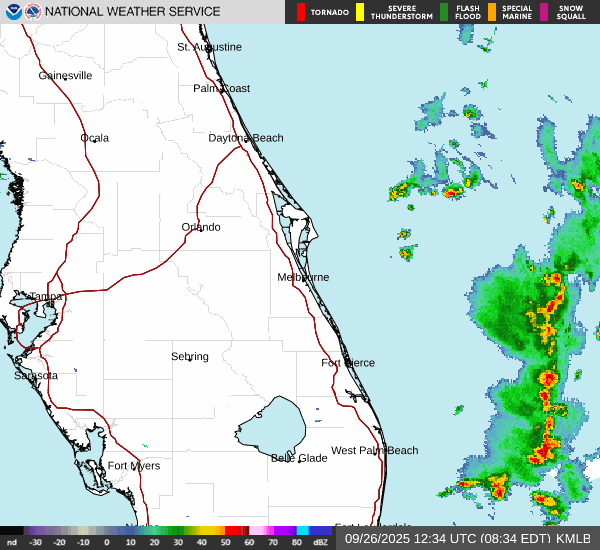 NATIONAL WEATHER SERVICE
TORNADO
SEVERE
THUNDERSTORM
FLASH
FLOOD
SPECIAL
MARINE
SNOW
SQUALL
St. Augustine
Gainesville
Palm Coast
Ocala
Daytona Beach
Orlando
Melbourne
Tampa
Sebring
Fort Pierce
Sarasota
West Palm Beach
Belle Glade
Fort Myers
nd -30 -20 -10 0 10 20 30 40 50 60 70 80 dBZ
09/26/2025 12:34 UTC (08:34 EDT) KMLB